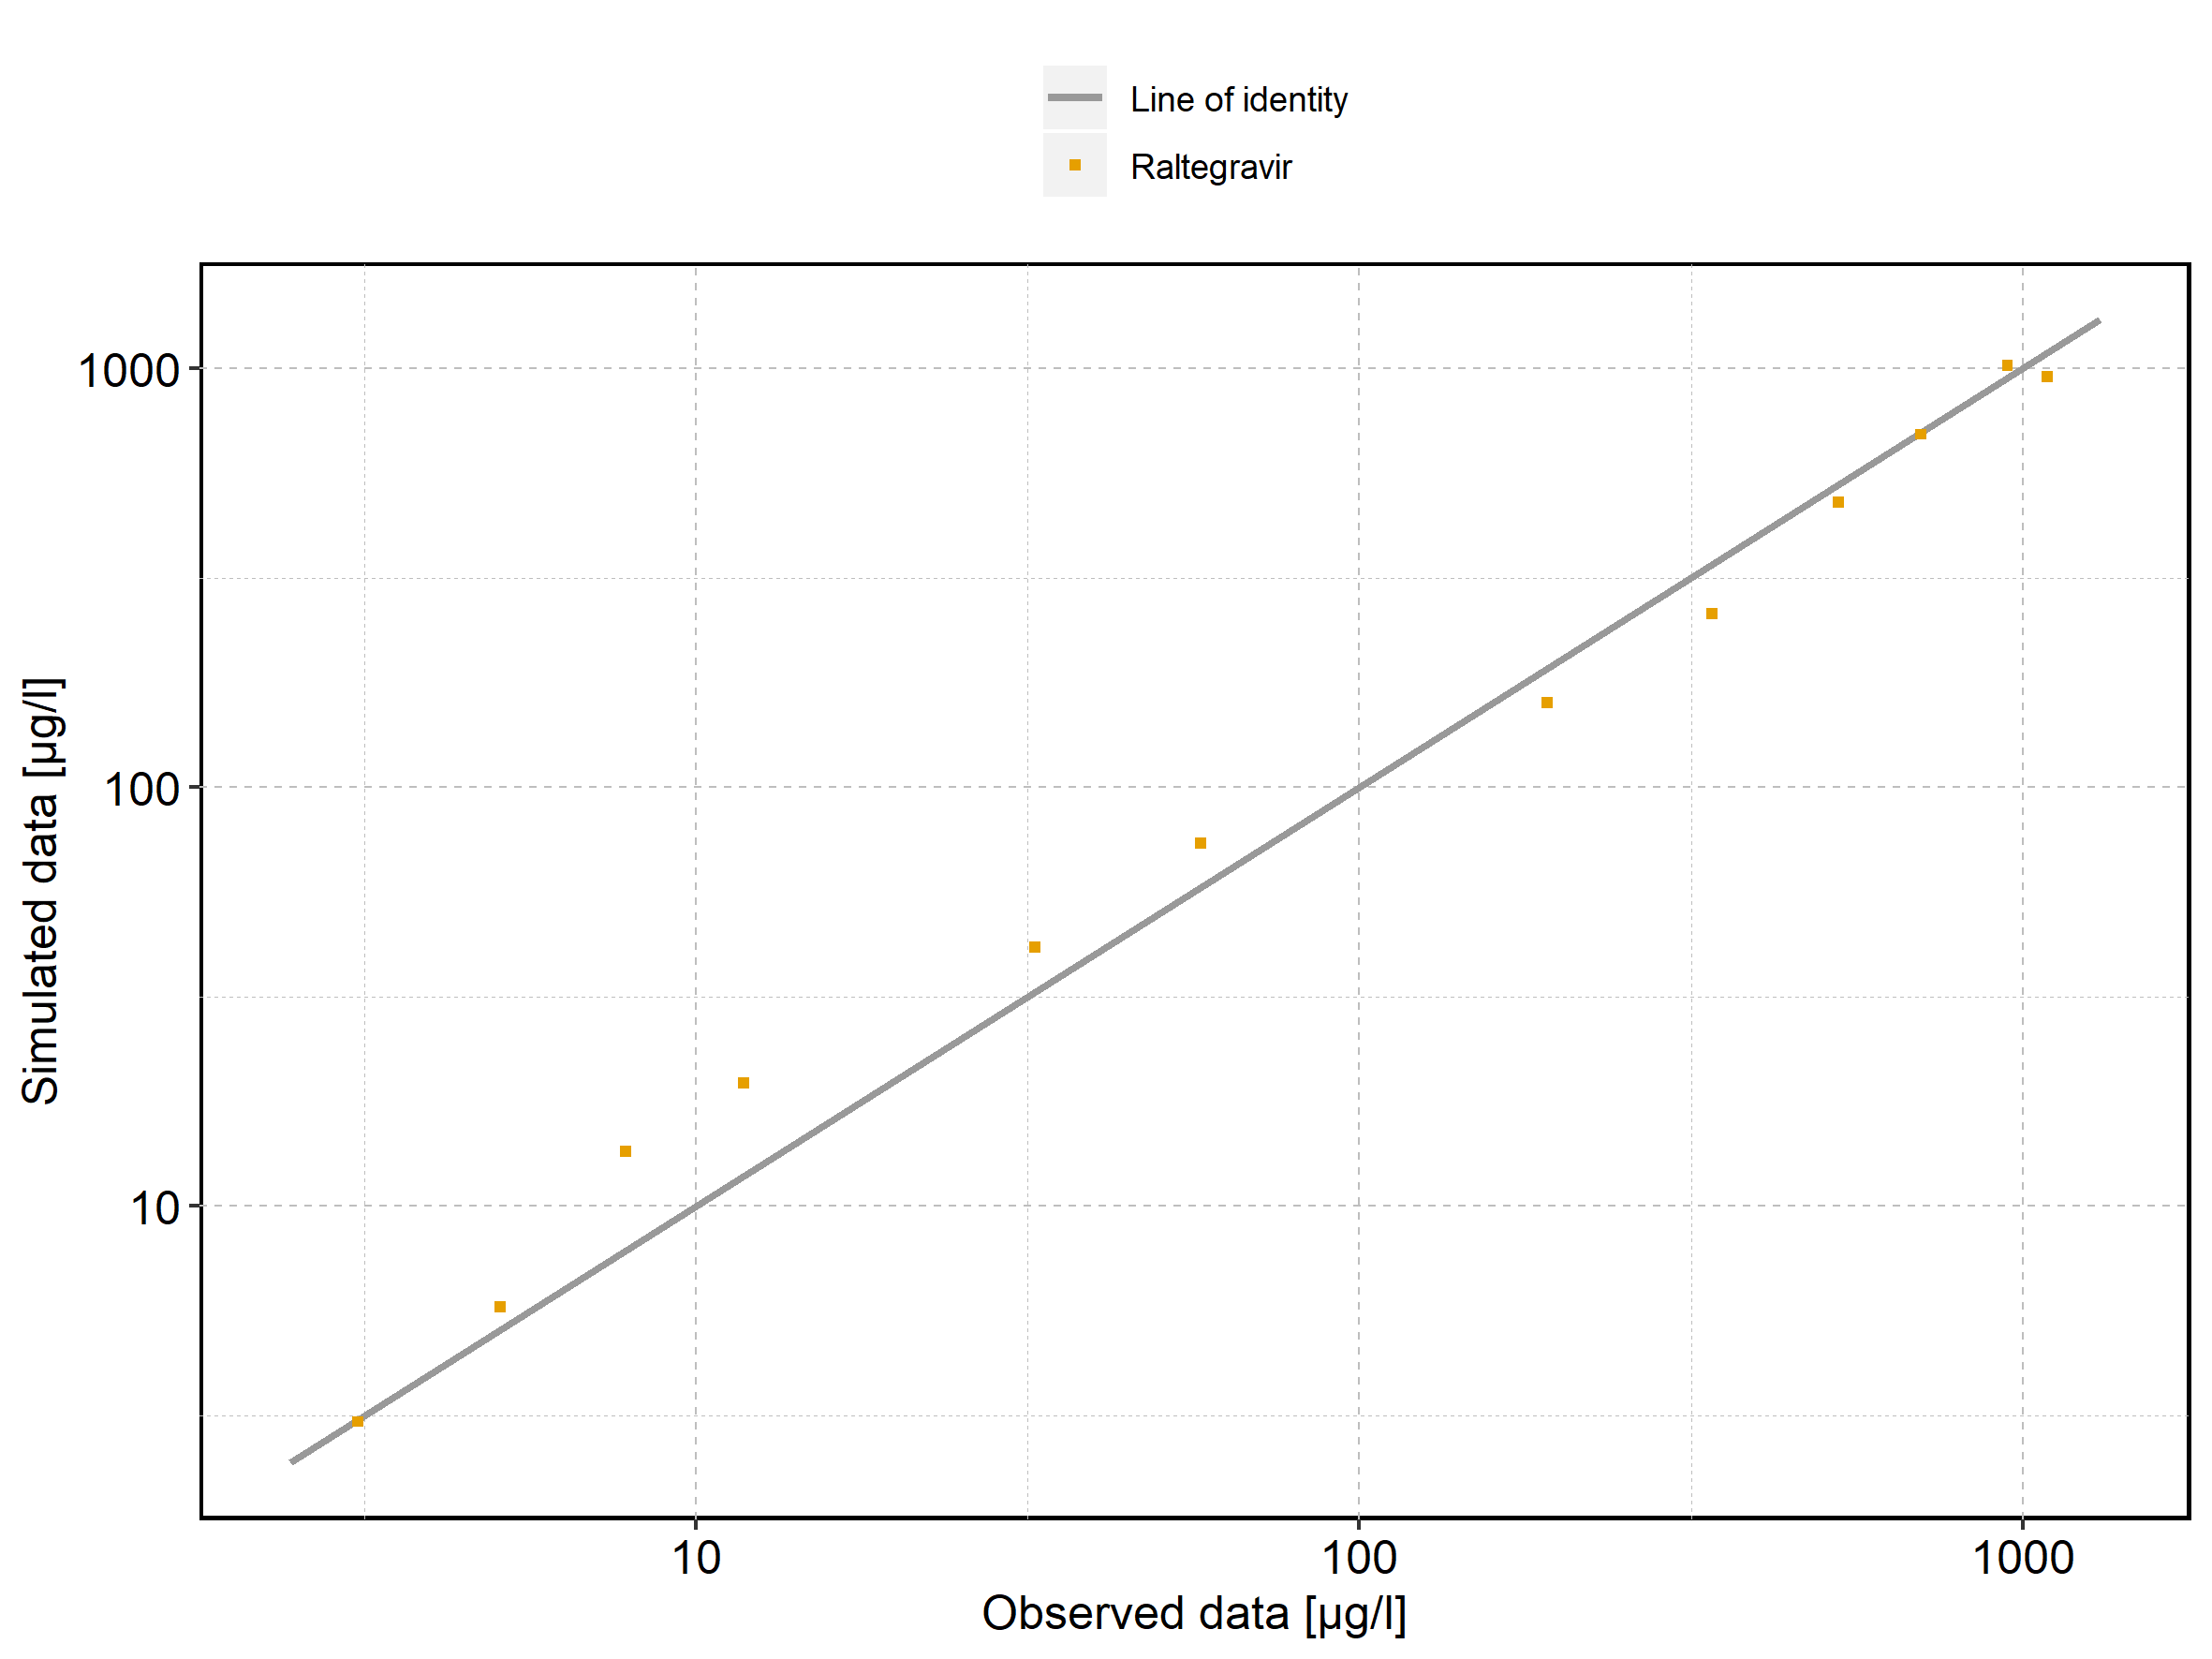 Line of identity
Raltegravir
1000
100
10
Simulated data [µg/l]
10 100 1000
Observed data [µg/l]